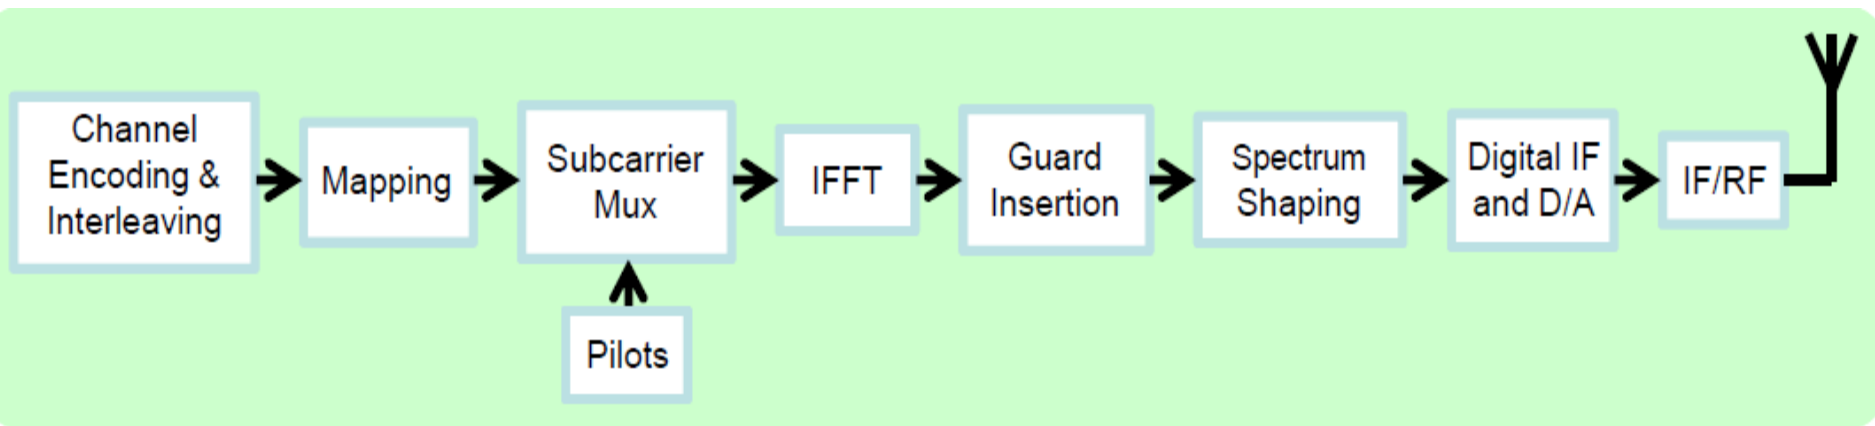 Channel
Encoding &
Interleaving
Mapping
Subcarrier
Mux
IFFT
Guard
Insertion
Spectrum
Shaping
Digital IF
and D/A
IF/RF
Pilots